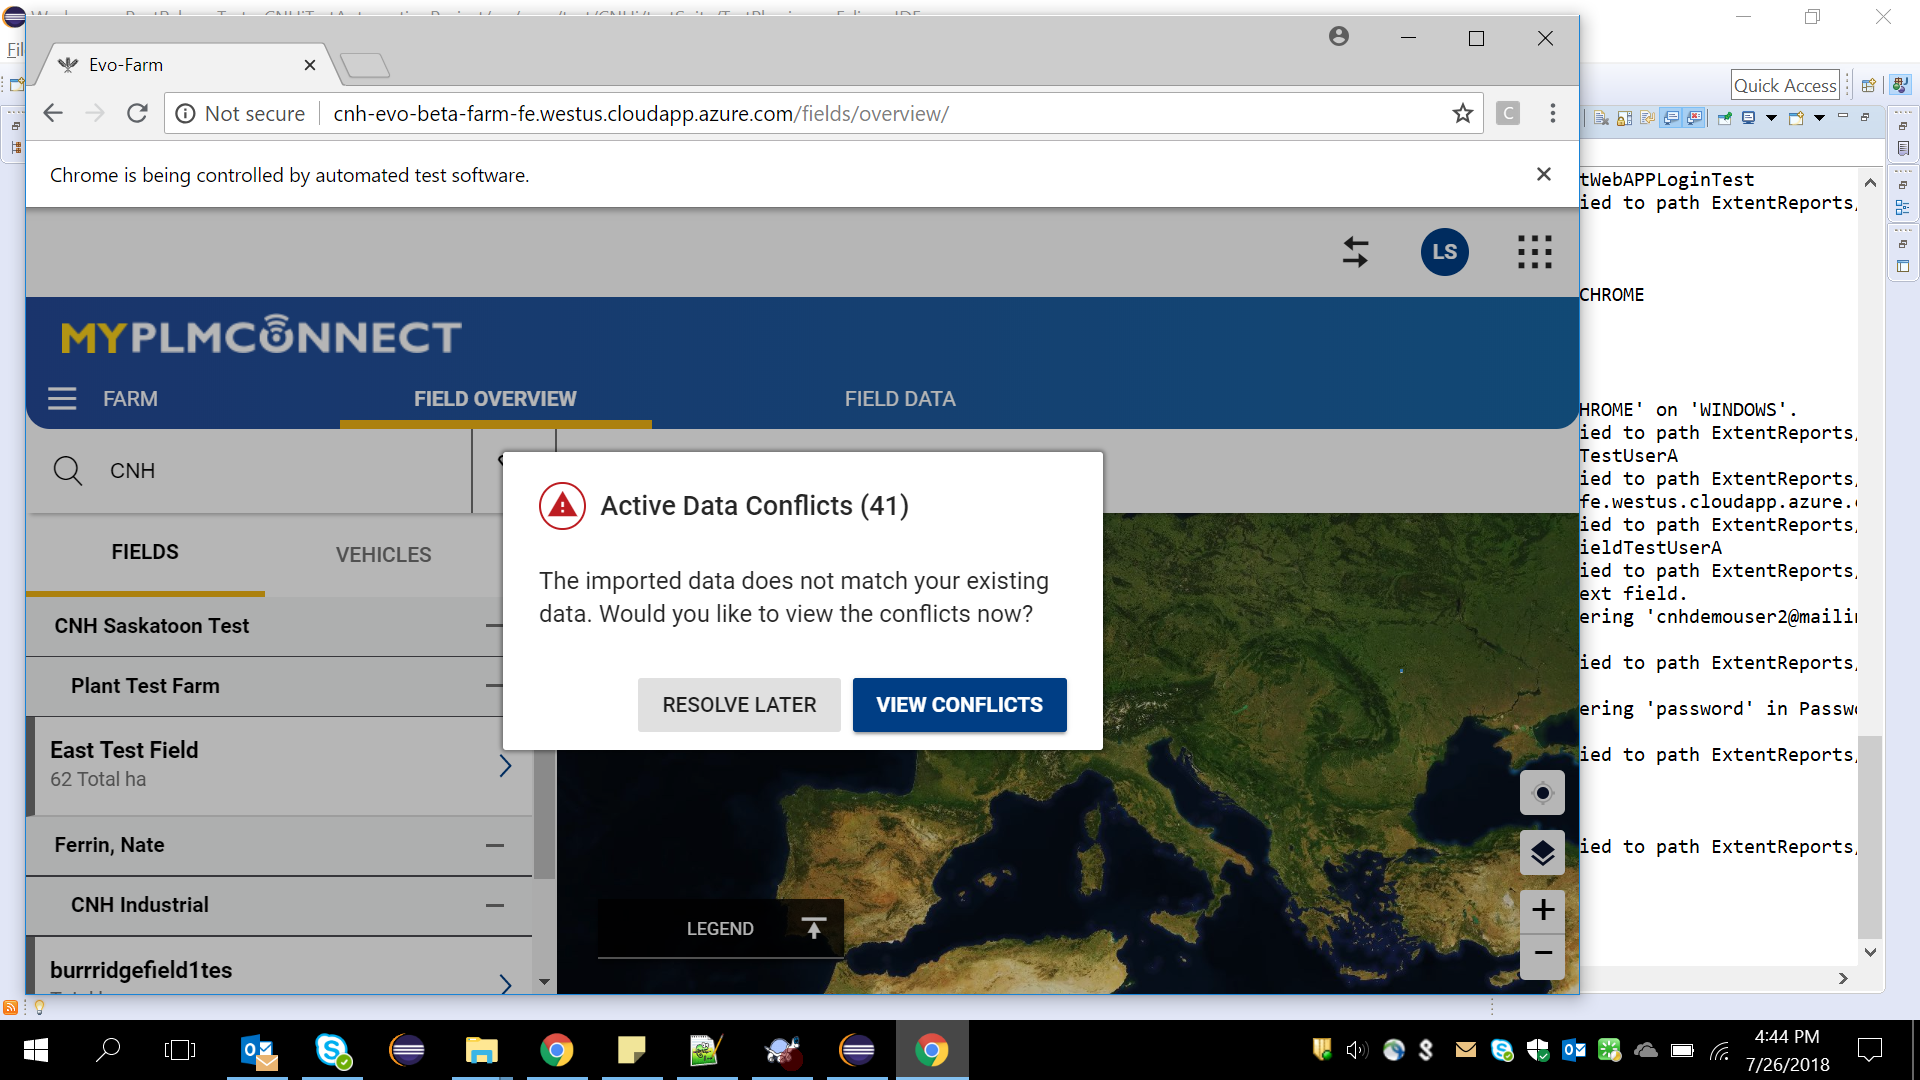 Evo-Farm
Fil
Quick Access
Not secure
cnh-evo-beta-farm-fe.westus.cloudapp.azure.com/fields/overview/
C
Chrome is being controlled by automated test software.
tWebAPPLoginTest
ied to path ExtentReports/
LS
CHROME
MYPLMCONNECT
FARM
FIELD OVERVIEW
FIELD DATA
HROME' on 'WINDOWS'.
ied to path ExtentReports/
TestUserA
ied to path ExtentReports/
fe.westus.cloudapp.azure.
ied to path ExtentReports/
ieldTestUserA
ied to path ExtentReports/
ext field.
ering 'cnhdemouser2@mailin
ied to path ExtentReports/
ering 'password' in Passwo
ied to path ExtentReports/
ied to path ExtentReports/
CNH
FIELDS
VEHICLES
CNH Saskatoon Test
Plant Test Farm
East Test Field
62 Total ha
Ferrin, Nate
CNH Industrial
burrridgefield1tes
Active Data Conflicts (41)
The imported data does not match your existing
data. Would you like to view the conflicts now?
RESOLVE LATER
VIEW CONFLICTS
LEGEND
4:44 PM
7/26/2018